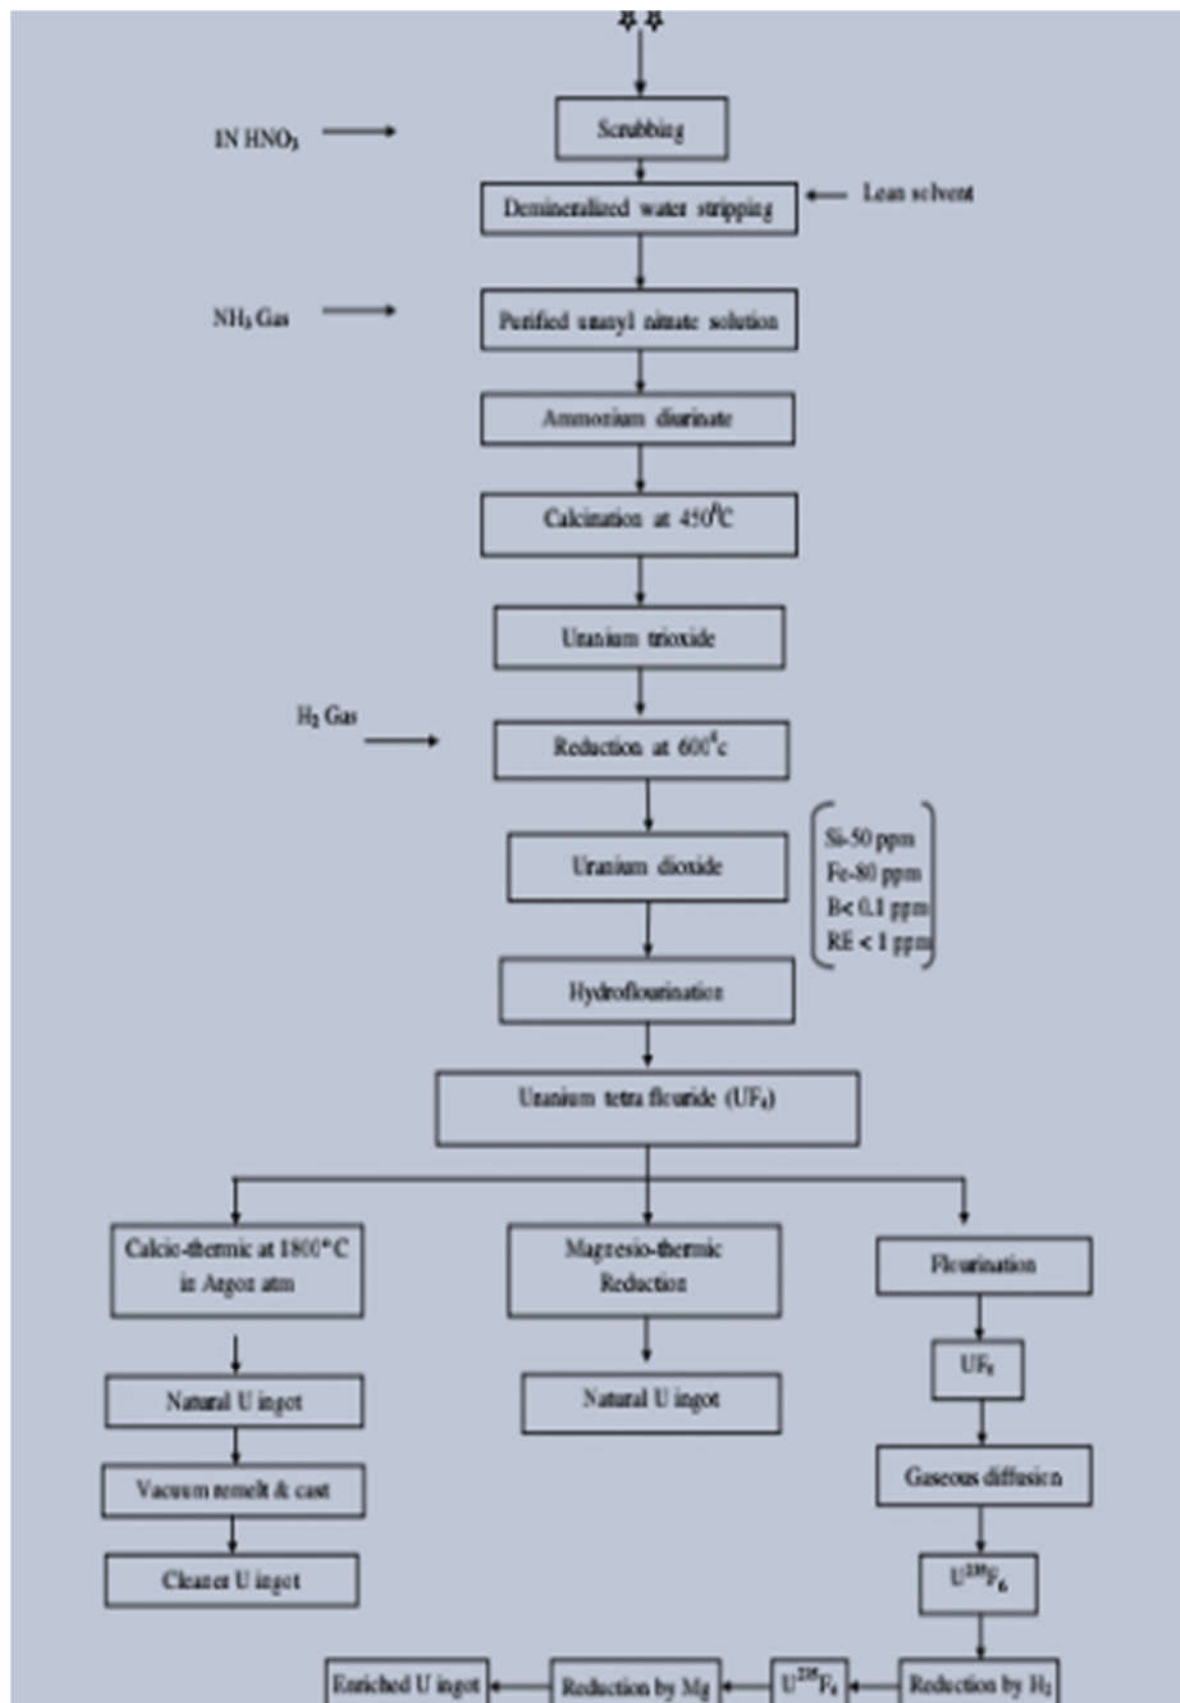 Scrubbing
1N HNO₃
Lean solvent
Demineralized water stripping
NH₃ Gas
Purified uranyl nitrate solution
Ammonium diurinate
Calcination at 450⁰C
Uranium trioxide
H₂ Gas
Reduction at 600⁰c
Uranium dioxide
Si-50 ppm
Fe-80 ppm
B< 0.1 ppm
RE < 1 ppm
Hydroflourination
Uranium tetra flouride (UF₄)
Calcio-thermic at 1800°C
in Argon atm
Magnesio-thermic
Reduction
Flourination
UF₆
Natural U ingot
Natural U ingot
Gaseous diffusion
Vacuum remelt & cast
Cleaner U ingot
U²³⁵F₆
Enriched U ingot
Reduction by Mg
U²³⁵F₄
Reduction by H₂